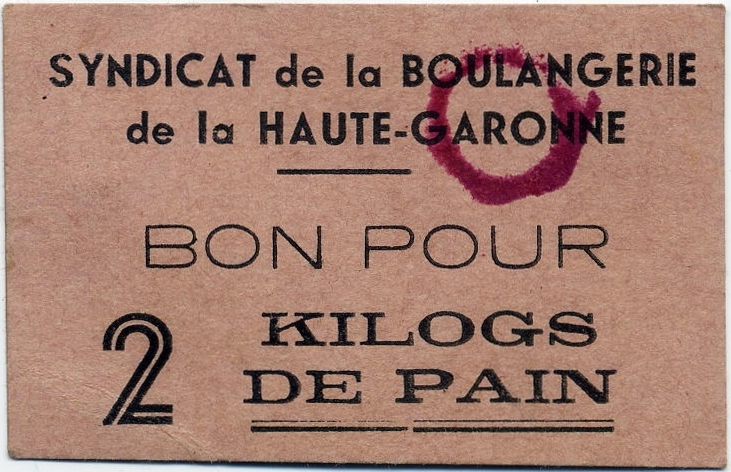 SYNDICAT de la BOULANGERIE
de la HAUTE-GARONNE
BON POUR
2 KILOGS
DE PAIN